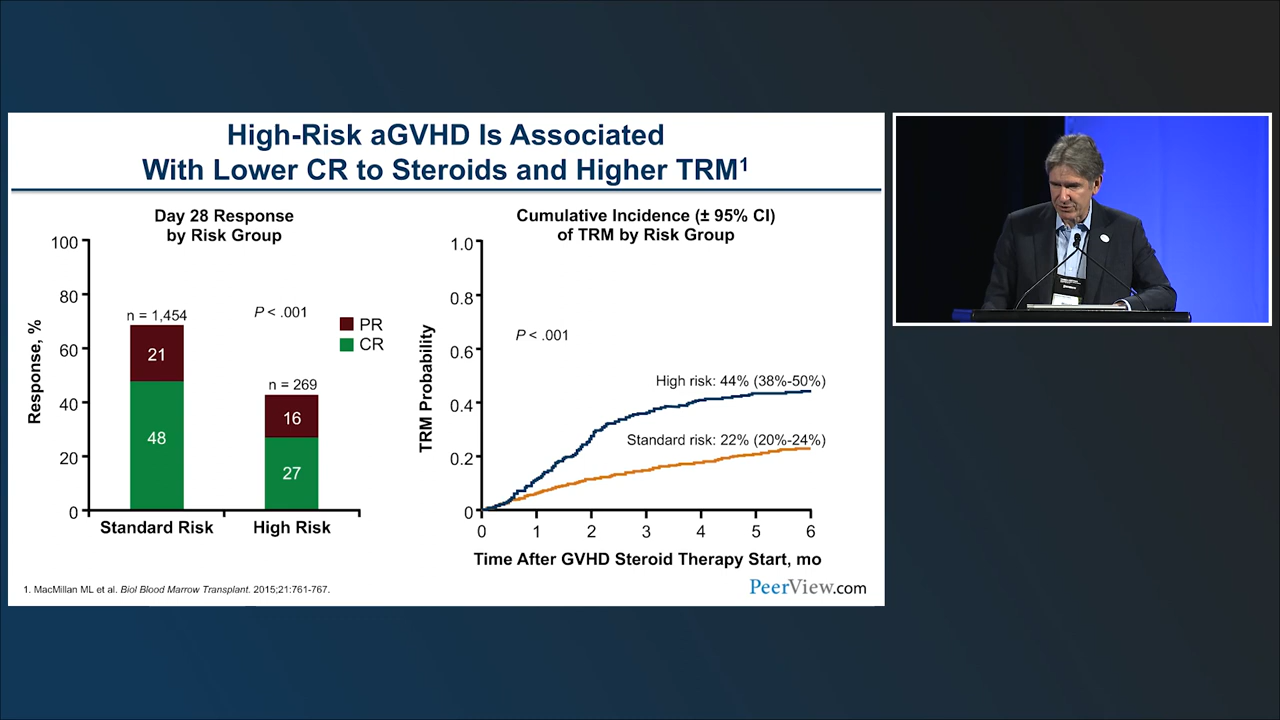 High-Risk aGVHD Is Associated
With Lower CR to Steroids and Higher TRM1
Day 28 Response
by Risk Group
100
80
60
40
20
0
Response, %
n = 1,454
21
48
P < .001
n = 269
16
27
PR
CR
Standard Risk
High Risk
Cumulative Incidence (± 95% CI)
of TRM by Risk Group
1.0
0.8
0.6
0.4
0.2
0
TRM Probability
P < .001
High risk: 44% (38%-50%)
Standard risk: 22% (20%-24%)
0 1 2 3 4 5 6
Time After GVHD Steroid Therapy Start, mo
1. MacMillan ML et al. Biol Blood Marrow Transplant. 2015;21:761-767.
PeerView.com